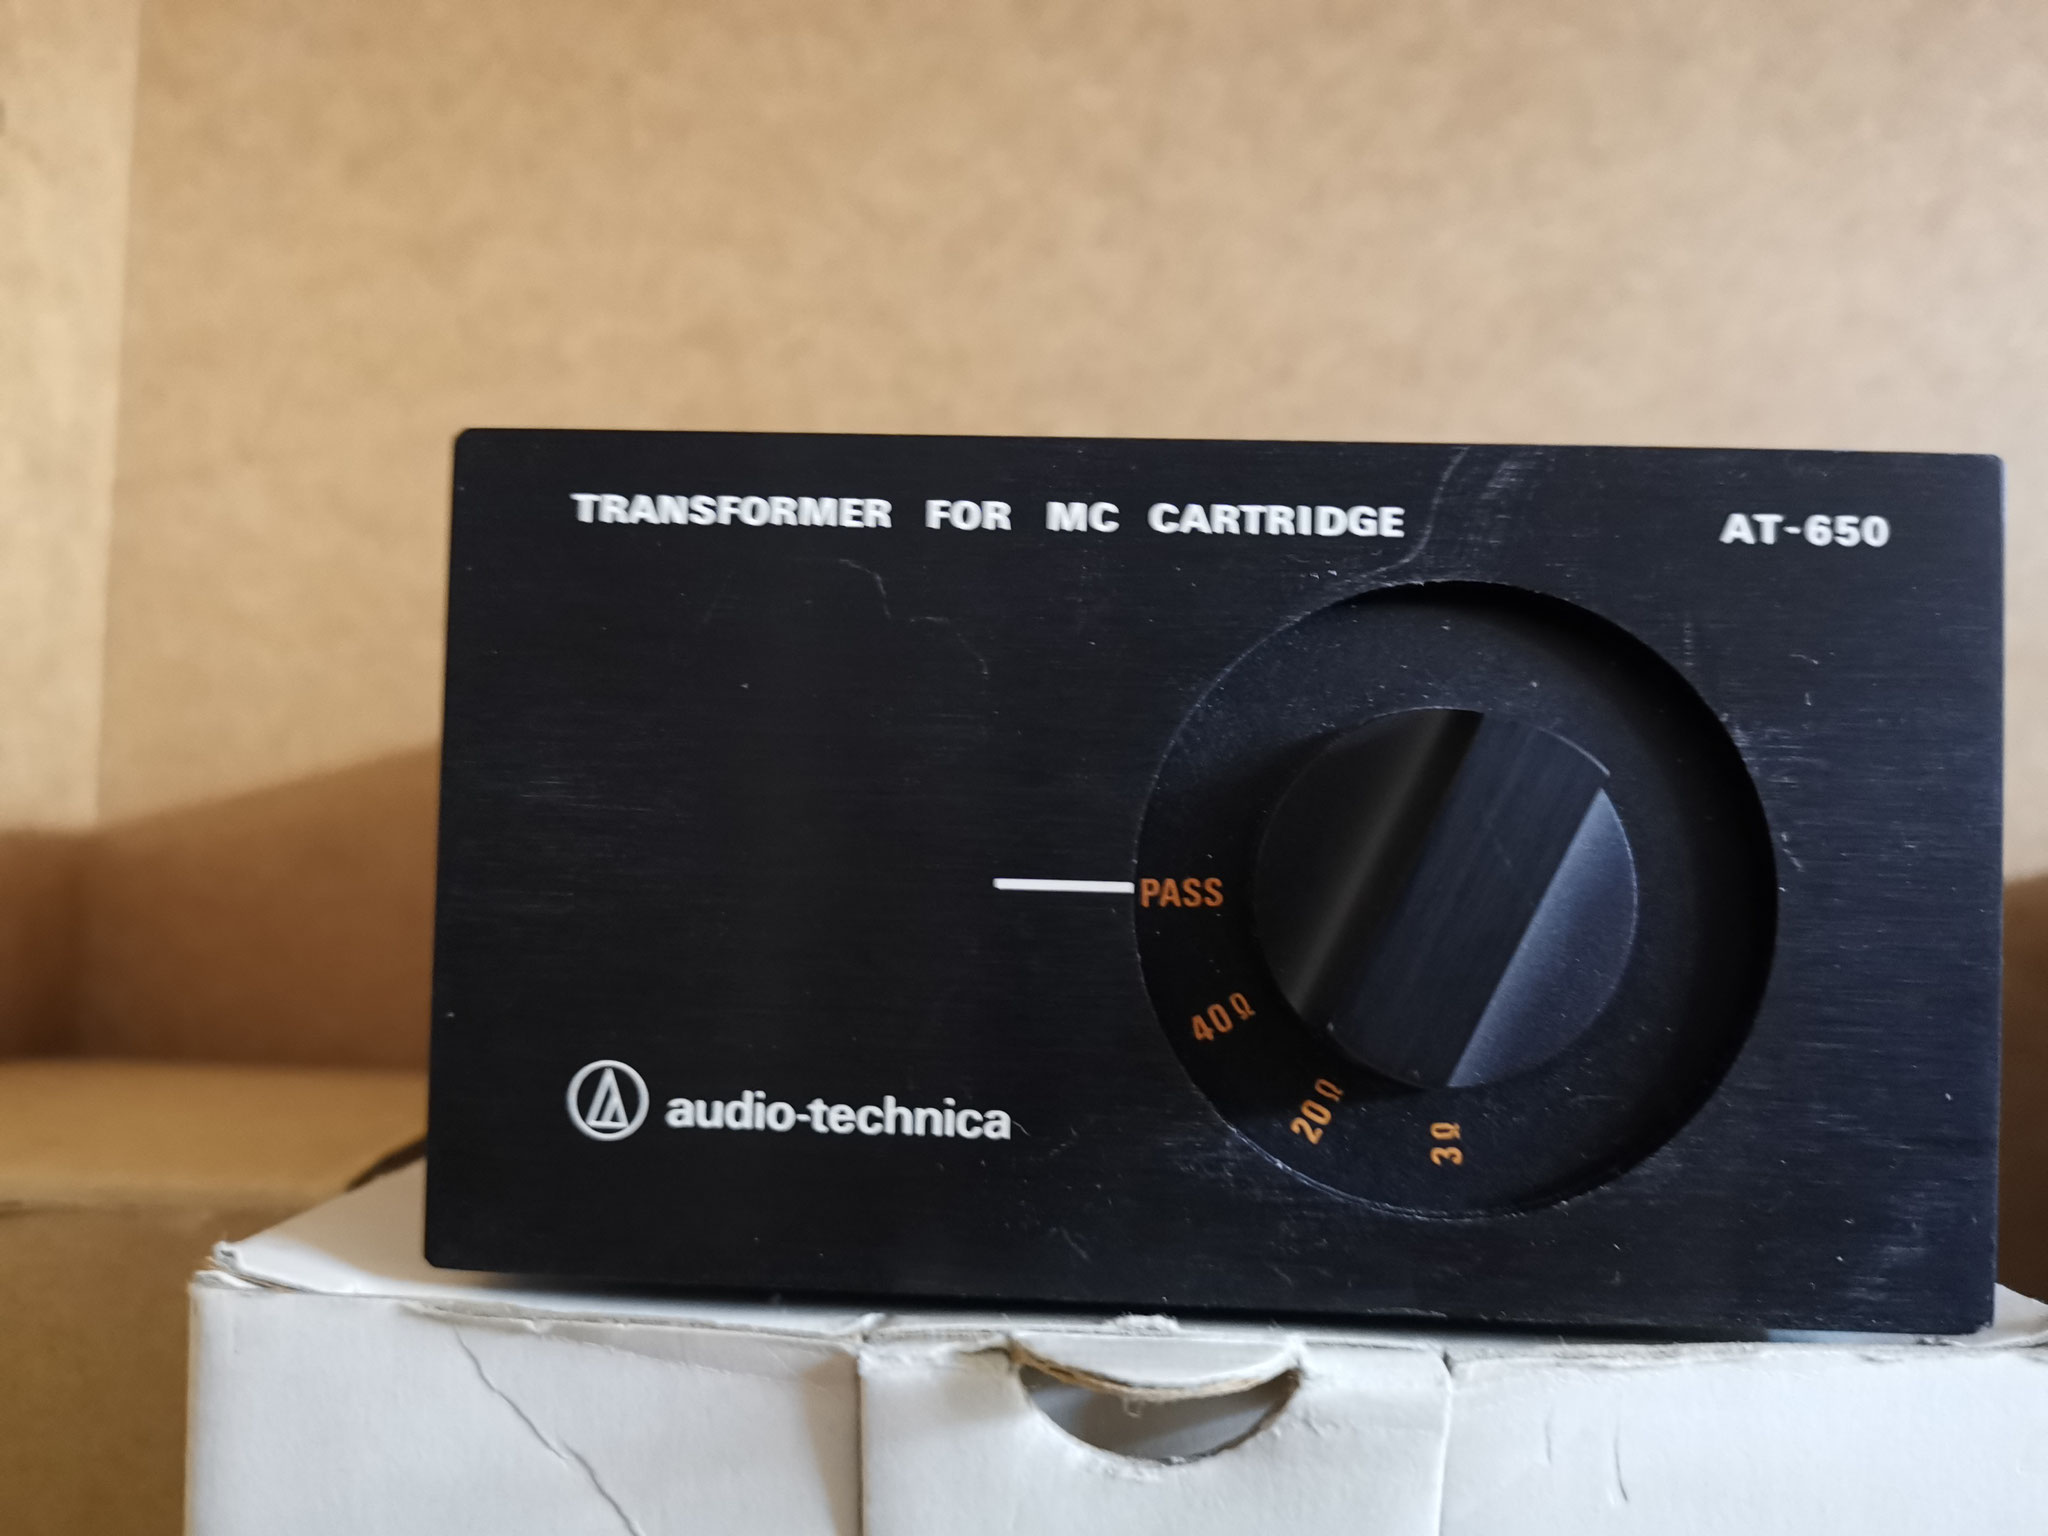 TRANSFORMER FOR MC CARTRIDGE
AT-650
PASS
40Ω
20Ω
3Ω
audio-technica